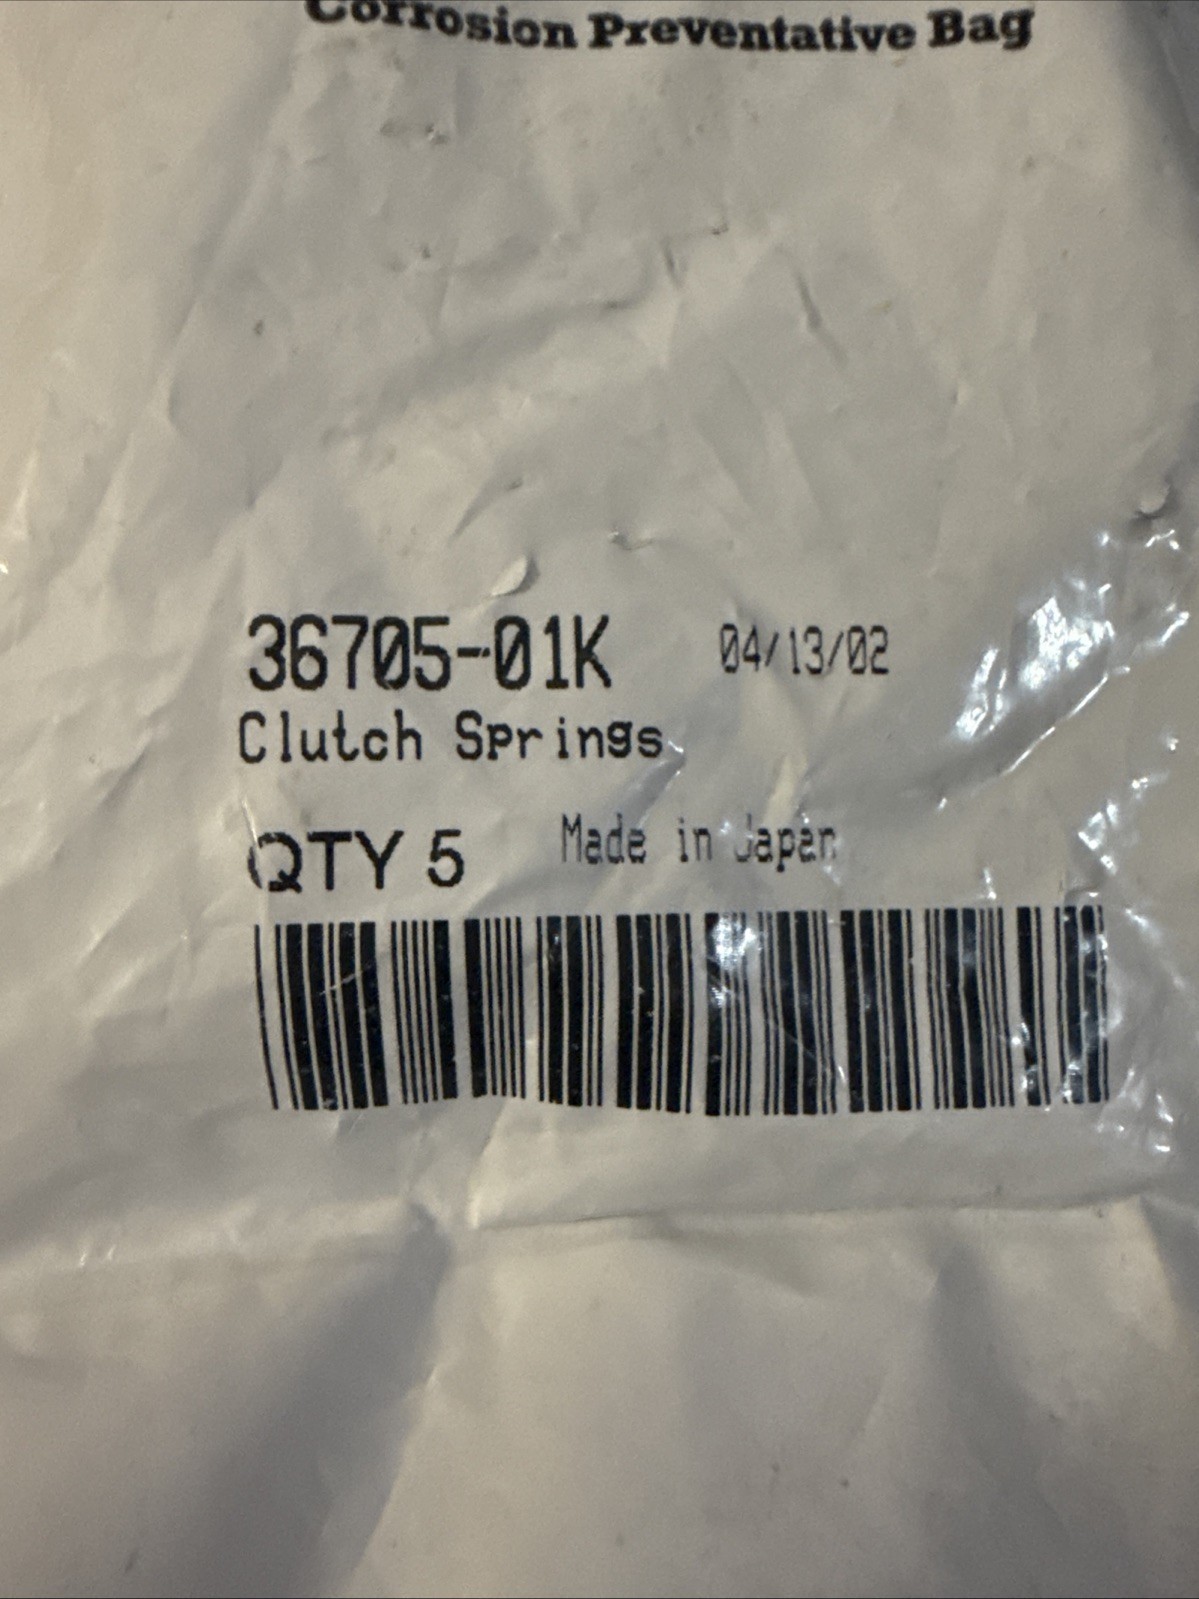 Corrosion Preventative Bag
36705-01K 04/13/02
Clutch Springs
QTY 5 Made in Japan